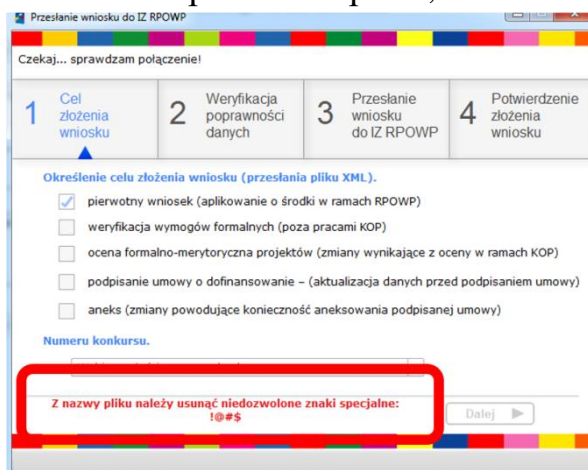 Przesłanie wniosku do IZ RPOWP
Czekaj... sprawdzam połączenie!
1 Cel złożenia wniosku
2 Weryfikacja poprawności danych
3 Przesłanie wniosku do IZ RPOWP
4 Potwierdzenie złożenia wniosku
Określenie celu złożenia wniosku (przesłania pliku XML).
pierwotny wniosek (aplikowanie o środki w ramach RPOWP)
weryfikacja wymogów formalnych (poza pracami KOP)
ocena formalno-merytoryczna projektów (zmiany wynikające z oceny w ramach KOP)
podpisanie umowy o dofinansowanie – (aktualizacja danych przed podpisaniem umowy)
aneks (zmiany powodujące konieczność aneksowania podpisanej umowy)
Numeru konkursu.
Z nazwy pliku należy usunąć niedozwolone znaki specjalne:
!@#$
Dalej